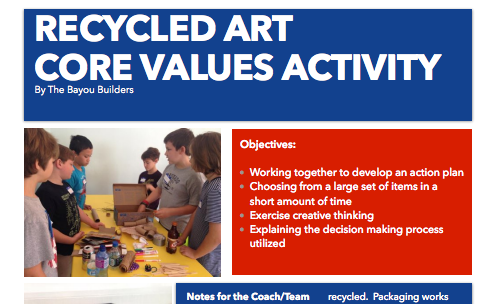 RECYCLED ART
CORE VALUES ACTIVITY
By The Bayou Builders
Objectives:
• Working together to develop an action plan
• Choosing from a large set of items in a
short amount of time
• Exercise creative thinking
• Explaining the decision making process
utilized
Notes for the Coach/Team
recycled. Packaging works